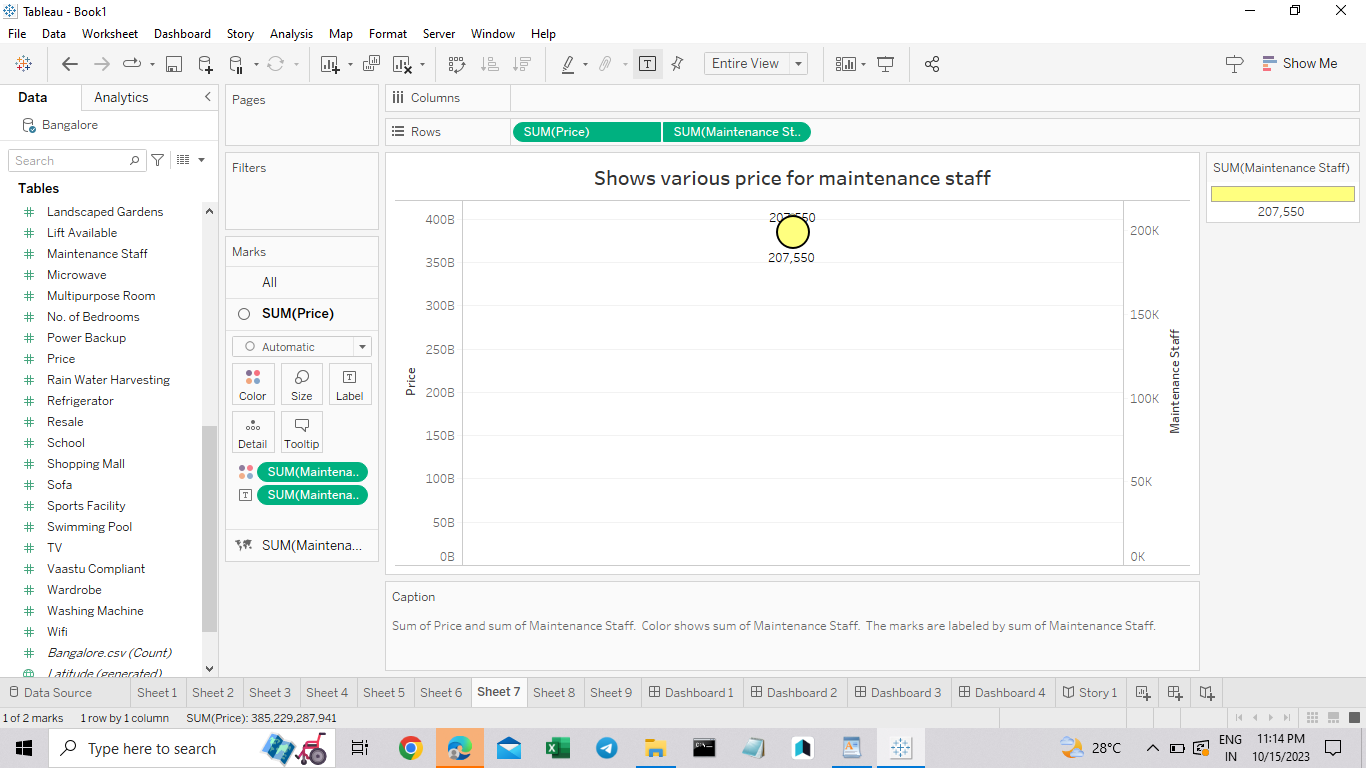 Tableau - Book1
File Data Worksheet Dashboard Story Analysis Map Format Server Window Help
Entire View
Show Me
Data Analytics
Bangalore
Search
Tables
Landscaped Gardens
Lift Available
Maintenance Staff
Microwave
Multipurpose Room
No. of Bedrooms
Power Backup
Price
Rain Water Harvesting
Refrigerator
Resale
School
Shopping Mall
Sofa
Sports Facility
Swimming Pool
TV
Vaastu Compliant
Wardrobe
Washing Machine
Wifi
Bangalore.csv (Count)
Latitude (generated)
Pages
Filters
Marks
All
SUM(Price)
Automatic
Color Size Label
Detail Tooltip
SUM(Maintena..
SUM(Maintena..
SUM(Maintena...
Columns
Rows SUM(Price) SUM(Maintenance St..
Shows various price for maintenance staff
400B
350B
300B
250B
200B
150B
100B
50B
0B
Price
207,550
207,550
200K
150K
100K
50K
0K
Maintenance Staff
SUM(Maintenance Staff)
207,550
Caption
Sum of Price and sum of Maintenance Staff. Color shows sum of Maintenance Staff. The marks are labeled by sum of Maintenance Staff.
Data Source Sheet 1 Sheet 2 Sheet 3 Sheet 4 Sheet 5 Sheet 6 Sheet 7 Sheet 8 Sheet 9 Dashboard 1 Dashboard 2 Dashboard 3 Dashboard 4 Story 1
1 of 2 marks 1 row by 1 column SUM(Price): 385,229,287,941
Type here to search
28°C
ENG
IN
11:14 PM
10/15/2023